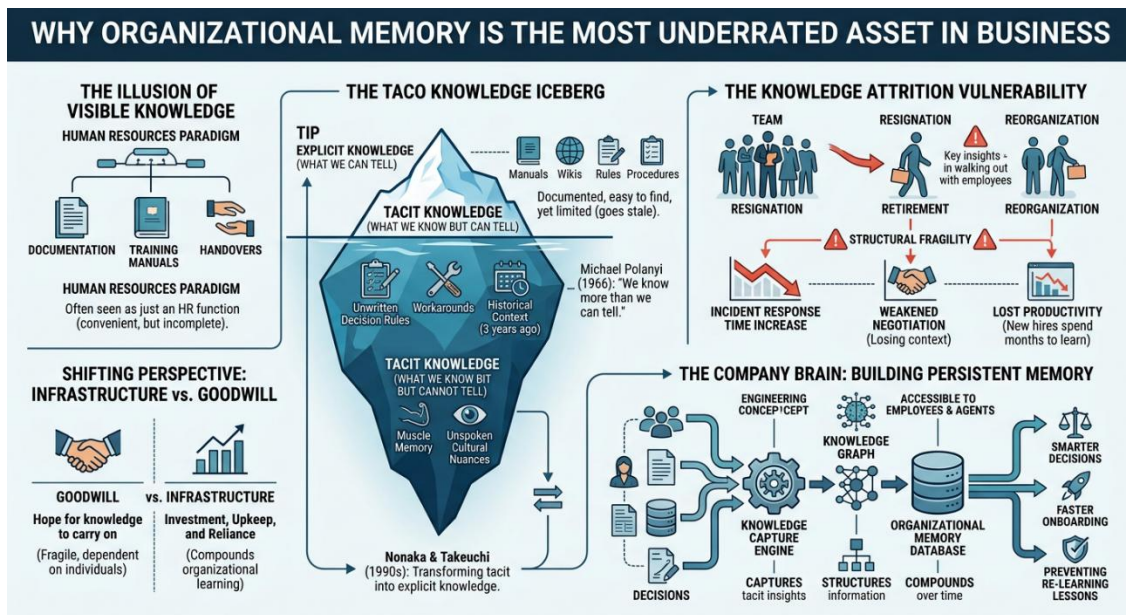 WHY ORGANIZATIONAL MEMORY IS THE MOST UNDERRATED ASSET IN BUSINESS
THE ILLUSION OF
VISIBLE KNOWLEDGE
HUMAN RESOURCES PARADIGM
DOCUMENTATION
TRAINING
MANUALS
HANDOVERS
HUMAN RESOURCES PARADIGM
Often seen as just an HR function
(convenient, but incomplete).
SHIFTING PERSPECTIVE:
INFRASTRUCTURE vs. GOODWILL
GOODWILL
vs. INFRASTRUCTURE
Hope for knowledge
to carry on
(Fragile, dependent
on individuals)
Investment, Upkeep,
and Reliance
(Compounds
organizational
learning)
THE TACO KNOWLEDGE ICEBERG
TIP
EXPLICIT KNOWLEDGE
(WHAT WE CAN TELL)
Manuals
Wikis
Rules
Procedures
Documented, easy to find,
yet limited (goes stale).
TACIT KNOWLEDGE
(WHAT WE KNOW BUT CAN TELL)
Unwritten
Decision Rules
Workarounds
Historical
Context
(3 years ago)
Michael Polanyi
(1966): "We know
more than we
can tell."
TACIT KNOWLEDGE
(WHAT WE KNOW BIT
BUT CANNOT TELL)
Muscle
Memory
Unspoken
Cultural
Nuances
Nonaka & Takeuchi
(1990s): Transforming tacit
into explicit knowledge.
THE KNOWLEDGE ATTRITION VULNERABILITY
TEAM
RESIGNATION
REORGANIZATION
Key insights -
in walking out
with employees
RESIGNATION
RETIREMENT
REORGANIZATION
STRUCTURAL FRAGILITY
INCIDENT RESPONSE
TIME INCREASE
WEAKENED
NEGOTIATION
(Losing context)
LOST PRODUCTIVITY
(New hires spend
months to learn)
THE COMPANY BRAIN: BUILDING PERSISTENT MEMORY
DECISIONS
ENGINEERING
CONCEPCEPT
KNOWLEDGE
CAPTURE
ENGINE
CAPTURES
tacit insights
KNOWLEDGE
GRAPH
STRUCTURES
information
ACCESSIBLE TO
EMPLOYEES & AGENTS
ORGANIZATIONAL
MEMORY
DATABASE
COMPOUNDS
over time
SMARTER
DECISIONS
FASTER
ONBOARDING
PREVENTING
RE-LEARNING
LESSONS